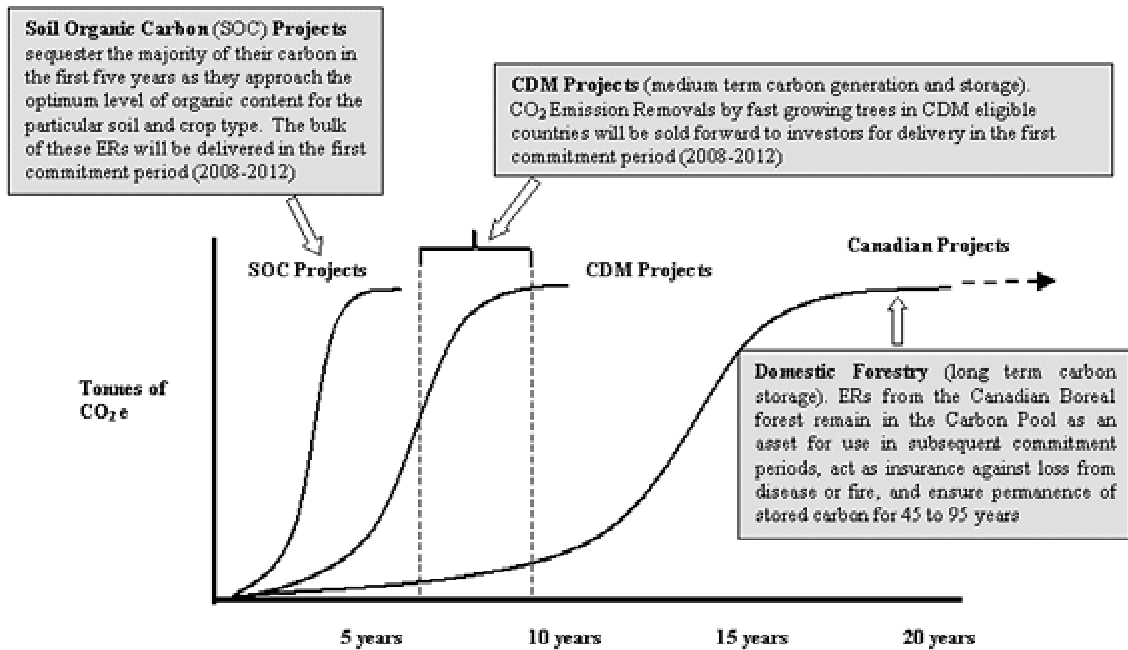 Soil Organic Carbon (SOC) Projects
sequester the majority of their carbon in
the first five years as they approach the
optimum level of organic content for the
particular soil and crop type. The bulk
of these ERs will be delivered in the first
commitment period (2008-2012)
CDM Projects (medium term carbon generation and storage).
CO2 Emission Removals by fast growing trees in CDM eligible
countries will be sold forward to investors for delivery in the first
commitment period (2008-2012)
Canadian Projects
SOC Projects
CDM Projects
Domestic Forestry (long term carbon
storage). ERs from the Canadian Boreal
forest remain in the Carbon Pool as an
asset for use in subsequent commitment
periods, act as insurance against loss from
disease or fire, and ensure permanence of
stored carbon for 45 to 95 years
Tonnes of
CO2 e
5 years
10 years
15 years
20 years